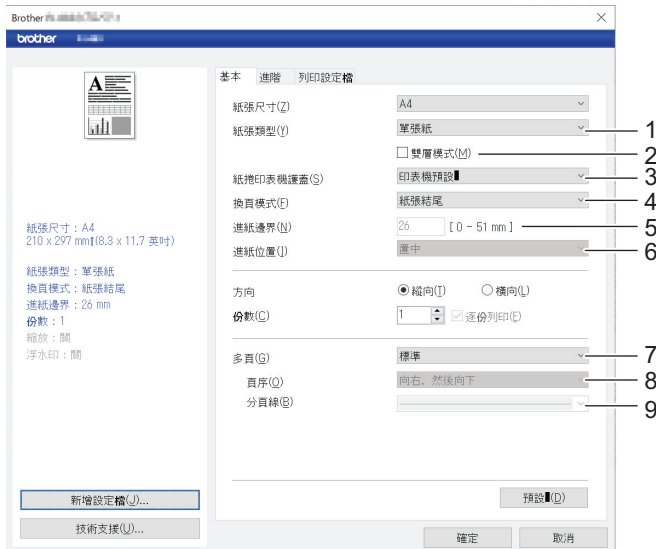 Brother
brother
紙張尺寸：A4
210 x 297 mm (8.3 x 11.7 英吋)
紙張類型：單張紙
換頁模式：紙張結尾
進紙邊界：26 mm
份數：1
縮放：關
浮水印：關
新增設定檔(J)...
技術支援(U)...
基本 進階 列印設定檔
紙張尺寸(Z) A4
紙張類型(Y) 單張紙 1
雙層模式(M) 2
紙捲印表機護蓋(S) 印表機預設 3
換頁模式(F) 紙張結尾 4
進紙邊界(N) 26 [ 0 - 51 mm ] 5
進紙位置(I) 置中 6
方向 縱向(T) 橫向(L)
份數(C) 1 逐份列印(E)
多頁(G) 標準 7
頁序(O) 向右, 然後向下 8
分頁線(B) 9
預設(D)
確定 取消